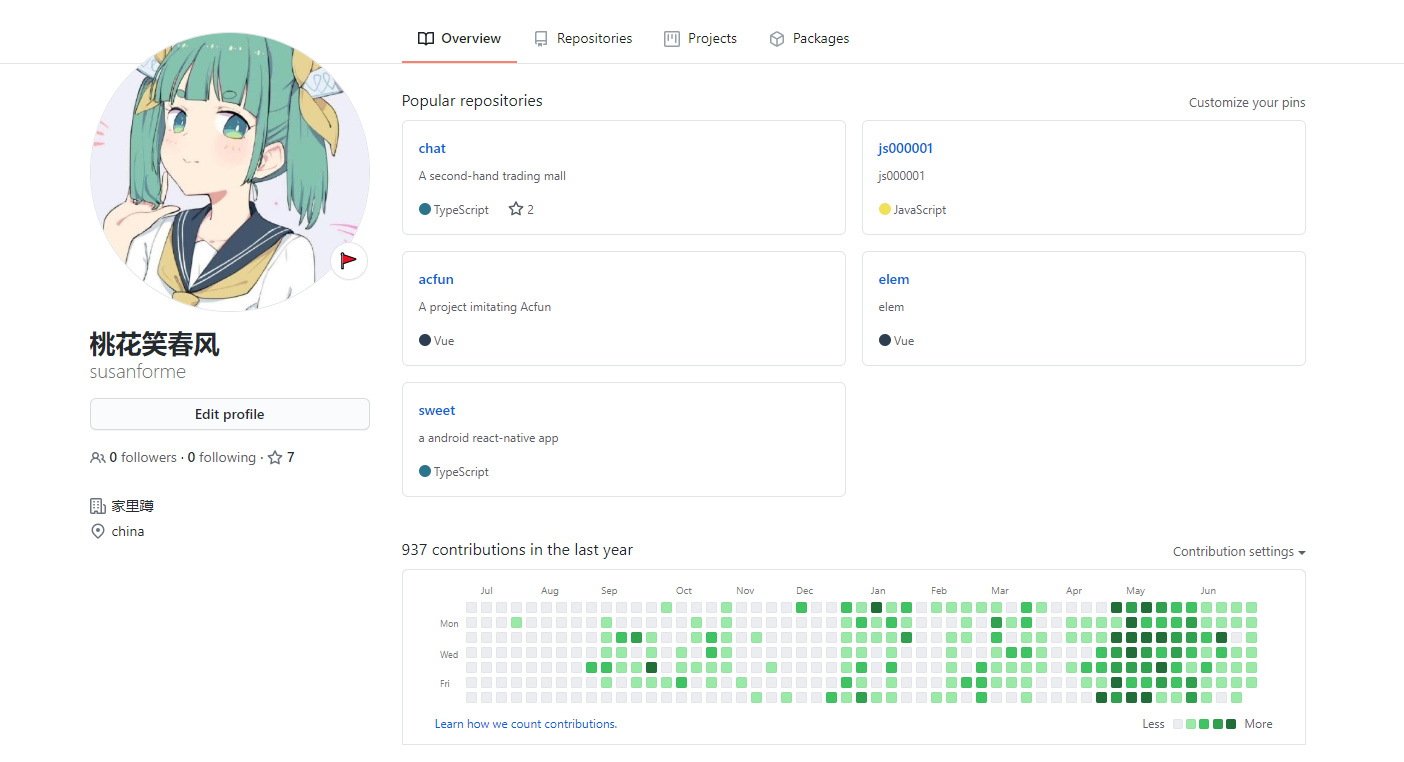 Overview Repositories Projects Packages
桃花笑春风
susanforme
Edit profile
0 followers · 0 following · 7
家里蹲
china
Popular repositories
Customize your pins
chat
A second-hand trading mall
TypeScript 2
js000001
js000001
JavaScript
acfun
A project imitating Acfun
Vue
elem
elem
Vue
sweet
a android react-native app
TypeScript
937 contributions in the last year
Contribution settings
Jul Aug Sep Oct Nov Dec Jan Feb Mar Apr May Jun
Mon
Wed
Fri
Learn how we count contributions.
Less More